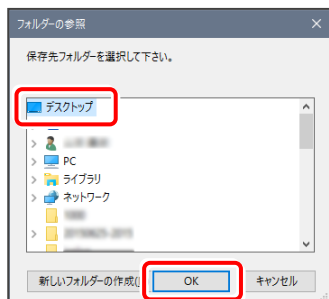 フォルダーの参照
保存先フォルダーを選択して下さい。
デスクトップ
PC
ライブラリ
ネットワーク
新しいフォルダーの作成(
OK
キャンセル